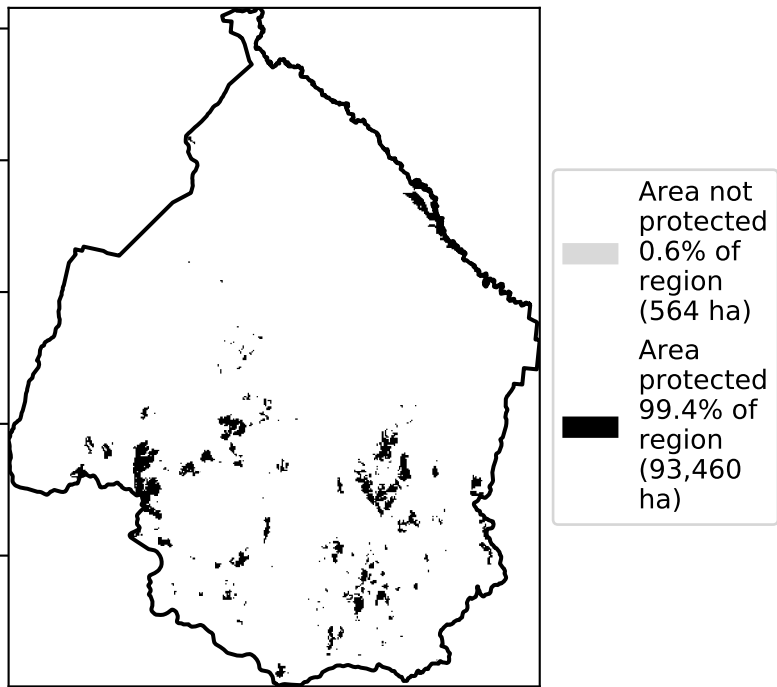 Area not
protected
0.6% of
region
(564 ha)
Area
protected
99.4% of
region
(93,460
ha)